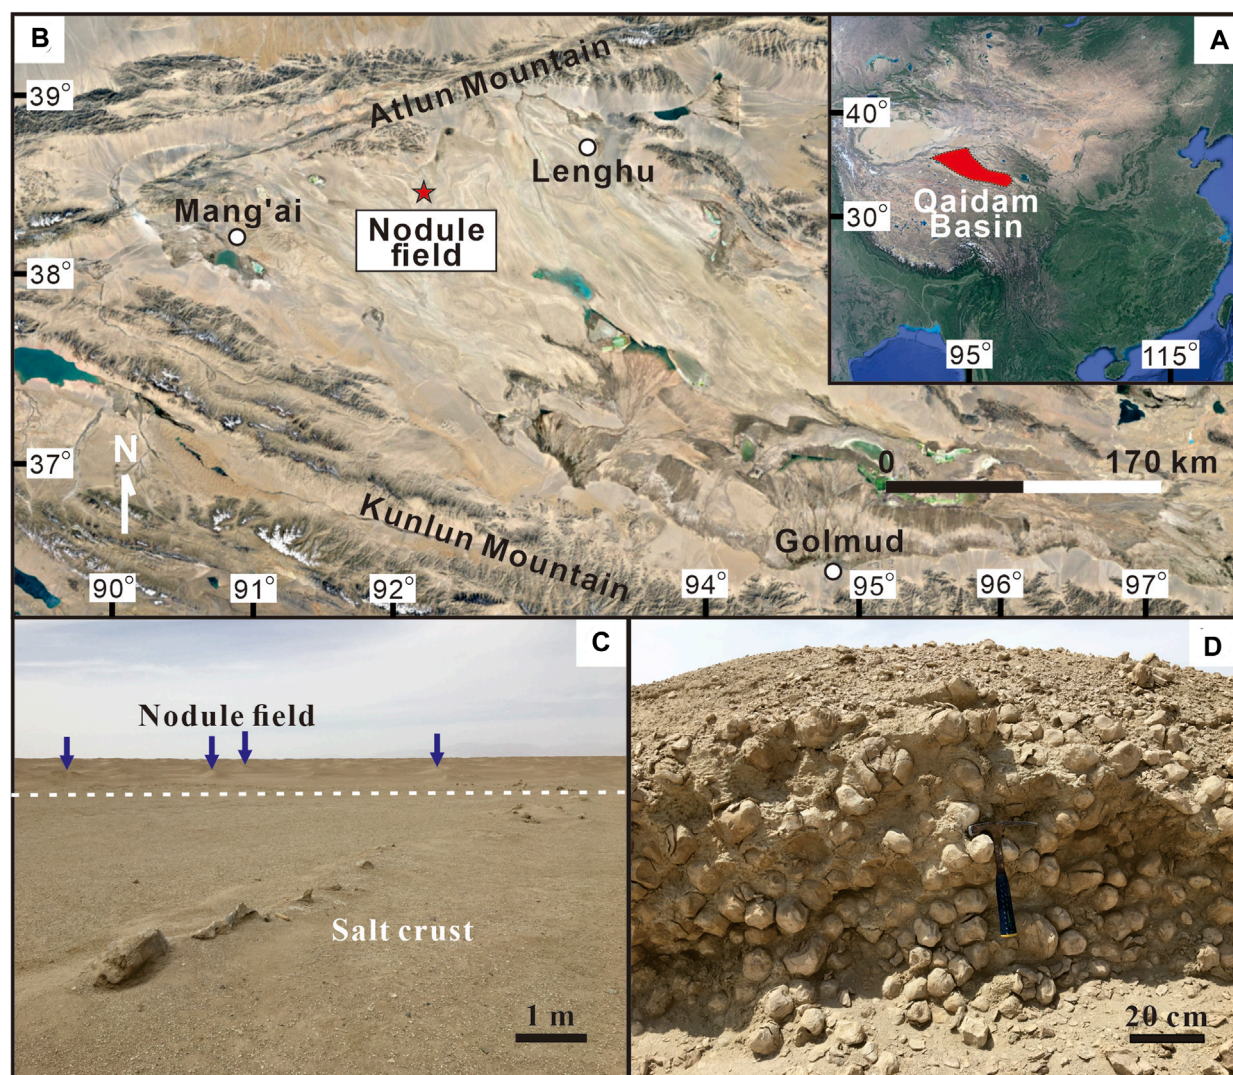 B
A
39°
Atlun Mountain
40°
Lenghu
Mang'ai
Nodule
field
Qaidam
Basin
30°
38°
95°
115°
N
37°
0
170 km
Kunlun Mountain
Golmud
90°
91°
92°
94°
95°
96°
97°
C
D
Nodule field
Salt crust
1 m
20 cm